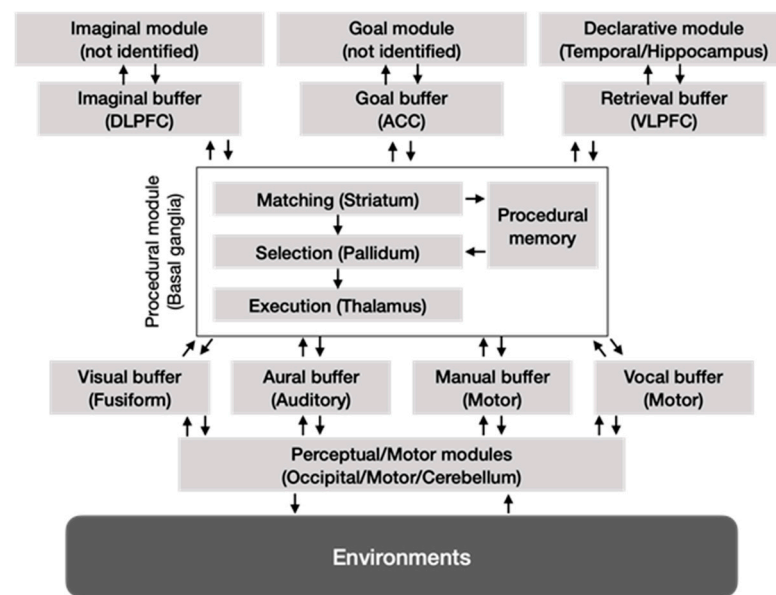 Imaginal module
(not identified)
Goal module
(not identified)
Declarative module
(Temporal/Hippocampus)
Imaginal buffer
(DLPFC)
Goal buffer
(ACC)
Retrieval buffer
(VLPFC)
Procedural module
(Basal ganglia)
Matching (Striatum)
Procedural
memory
Selection (Pallidum)
Execution (Thalamus)
Visual buffer
(Fusiform)
Aural buffer
(Auditory)
Manual buffer
(Motor)
Vocal buffer
(Motor)
Perceptual/Motor modules
(Occipital/Motor/Cerebellum)
Environments